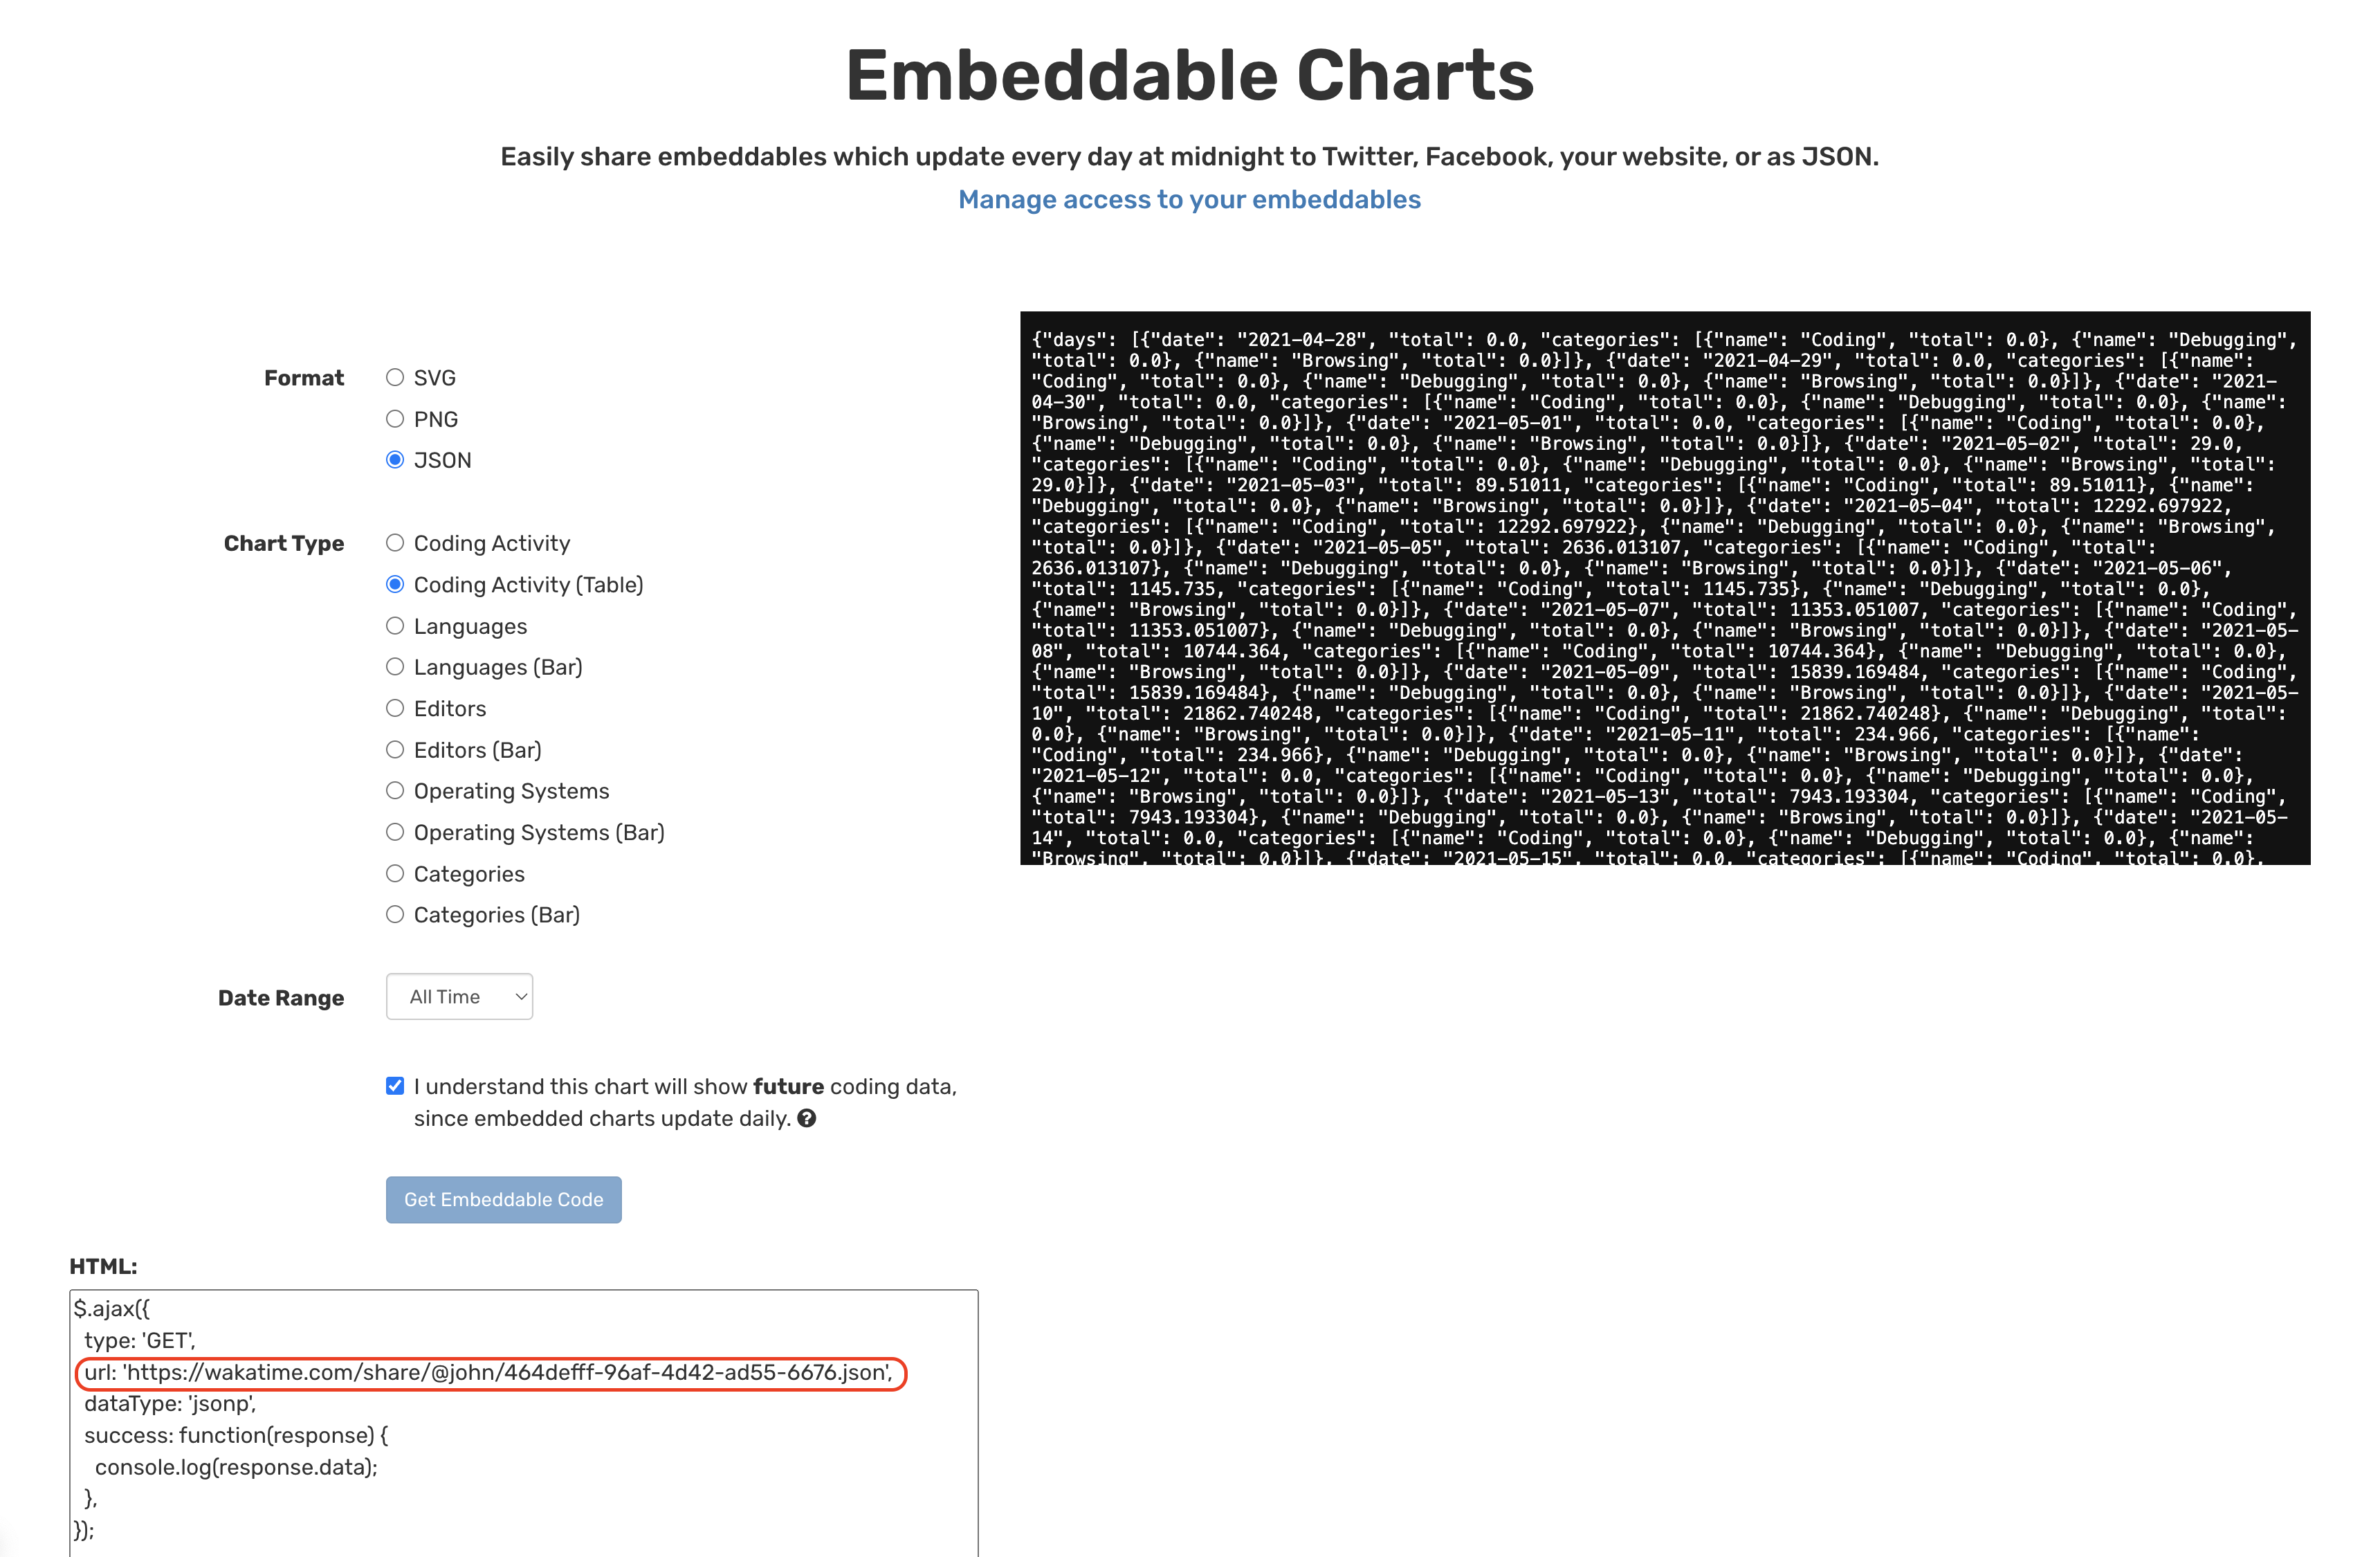 Embeddable Charts
Easily share embeddables which update every day at midnight to Twitter, Facebook, your website, or as JSON.
Manage access to your embeddables
Format
SVG
PNG
JSON
Chart Type
Coding Activity
Coding Activity (Table)
Languages
Languages (Bar)
Editors
Editors (Bar)
Operating Systems
Operating Systems (Bar)
Categories
Categories (Bar)
Date Range
All Time
I understand this chart will show future coding data,
since embedded charts update daily.
Get Embeddable Code
{"days": [{"date": "2021-04-28", "total": 0.0, "categories": [{"name": "Coding", "total": 0.0}, {"name": "Debugging",
"total": 0.0}, {"name": "Browsing", "total": 0.0}]}, {"date": "2021-04-29", "total": 0.0, "categories": [{"name":
"Coding", "total": 0.0}, {"name": "Debugging", "total": 0.0}, {"name": "Browsing", "total": 0.0}]}, {"date": "2021-
04-30", "total": 0.0, "categories": [{"name": "Coding", "total": 0.0}, {"name": "Debugging", "total": 0.0}, {"name":
"Browsing", "total": 0.0}]}, {"date": "2021-05-01", "total": 0.0, "categories": [{"name": "Coding", "total": 0.0},
{"name": "Debugging", "total": 0.0}, {"name": "Browsing", "total": 0.0}]}, {"date": "2021-05-02", "total": 29.0,
"categories": [{"name": "Coding", "total": 0.0}, {"name": "Debugging", "total": 0.0}, {"name": "Browsing", "total":
29.0}]}, {"date": "2021-05-03", "total": 89.51011, "categories": [{"name": "Coding", "total": 89.51011}, {"name":
"Debugging", "total": 0.0}, {"name": "Browsing", "total": 0.0}]}, {"date": "2021-05-04", "total": 12292.697922,
"categories": [{"name": "Coding", "total": 12292.697922}, {"name": "Debugging", "total": 0.0}, {"name": "Browsing",
"total": 0.0}]}, {"date": "2021-05-05", "total": 2636.013107, "categories": [{"name": "Coding", "total":
2636.013107}, {"name": "Debugging", "total": 0.0}, {"name": "Browsing", "total": 0.0}]}, {"date": "2021-05-06",
"total": 1145.735, "categories": [{"name": "Coding", "total": 1145.735}, {"name": "Debugging", "total": 0.0},
{"name": "Browsing", "total": 0.0}]}, {"date": "2021-05-07", "total": 11353.051007, "categories": [{"name": "Coding",
"total": 11353.051007}, {"name": "Debugging", "total": 0.0}, {"name": "Browsing", "total": 0.0}]}, {"date": "2021-05-
08", "total": 10744.364, "categories": [{"name": "Coding", "total": 10744.364}, {"name": "Debugging", "total": 0.0},
{"name": "Browsing", "total": 0.0}]}, {"date": "2021-05-09", "total": 15839.169484, "categories": [{"name": "Coding",
"total": 15839.169484}, {"name": "Debugging", "total": 0.0}, {"name": "Browsing", "total": 0.0}]}, {"date": "2021-05-
10", "total": 21862.740248, "categories": [{"name": "Coding", "total": 21862.740248}, {"name": "Debugging", "total":
0.0}, {"name": "Browsing", "total": 0.0}]}, {"date": "2021-05-11", "total": 234.966, "categories": [{"name":
"Coding", "total": 234.966}, {"name": "Debugging", "total": 0.0}, {"name": "Browsing", "total": 0.0}]}, {"date":
"2021-05-12", "total": 0.0, "categories": [{"name": "Coding", "total": 0.0}, {"name": "Debugging", "total": 0.0},
{"name": "Browsing", "total": 0.0}]}, {"date": "2021-05-13", "total": 7943.193304, "categories": [{"name": "Coding",
"total": 7943.193304}, {"name": "Debugging", "total": 0.0}, {"name": "Browsing", "total": 0.0}]}, {"date": "2021-05-
14", "total": 0.0, "categories": [{"name": "Coding", "total": 0.0}, {"name": "Debugging", "total": 0.0}, {"name":
"Browsing", "total": 0.0}]}, {"date": "2021-05-15", "total": 0.0, "categories": [{"name": "Coding", "total": 0.0},
HTML:
$.ajax({
type: 'GET',
url: 'https://wakatime.com/share/@john/464defff-96af-4d42-ad55-6676.json',
dataType: 'jsonp',
success: function(response) {
console.log(response.data);
},
});